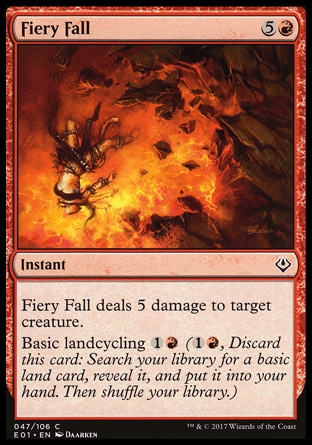 Fiery Fall 5
Instant
Fiery Fall deals 5 damage to target
creature.
Basic landcycling 1 (1, Discard
this card: Search your library for a basic
land card, reveal it, and put it into your
hand. Then shuffle your library.)
047/106 C
E01 • EN Daarken
™ & © 2017 Wizards of the Coast